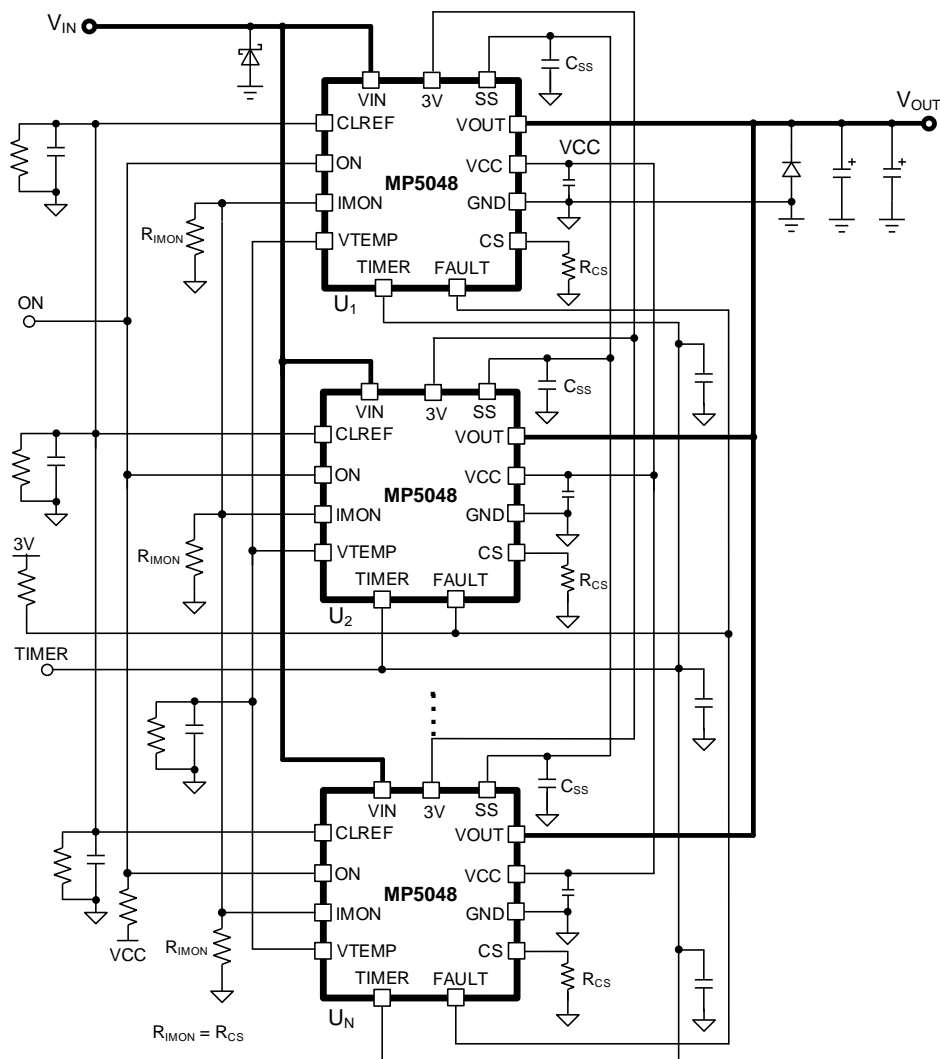 VIN
VIN 3V SS
CSS
CLREF VOUT
VOUT
ON VCC
VCC
MP5048
IMON GND
RIMON
VTEMP CS
RCS
TIMER FAULT
U1
ON
VIN 3V SS
CSS
CLREF VOUT
ON VCC
MP5048
IMON GND
RIMON
VTEMP CS
RCS
3V
TIMER FAULT
U2
TIMER
VIN 3V SS
CSS
CLREF VOUT
ON VCC
MP5048
IMON GND
RIMON
VTEMP CS
RCS
VCC
TIMER FAULT
UN
RIMON = RCS